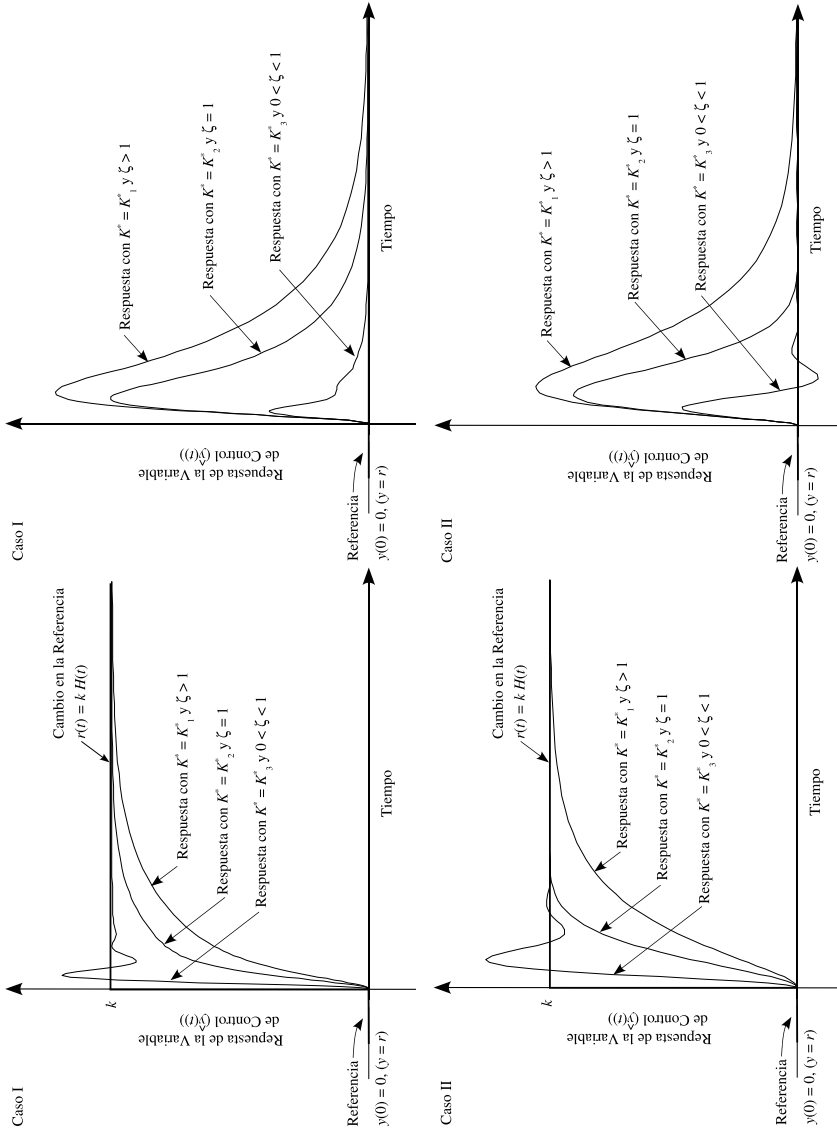 Caso I
Repuesta de la Variable
de Control (ŷ(t))
k
Cambio en la Referencia
r(t) = k H(t)
Respuesta con K*₁ = K*₁ y ζ > 1
Respuesta con K* = K*₂ y ζ = 1
Respuesta con K* = K*₃ y 0 < ζ < 1
Referencia
y(0) = 0, (y = r)
Tiempo
Caso I
Repuesta de la Variable
de Control (ŷ(t))
Respuesta con K* = K*₁ y ζ > 1
Respuesta con K* = K*₂ y ζ = 1
Respuesta con K* = K*₃ y 0 < ζ < 1
Referencia
y(0) = 0, (y = r)
Tiempo
Caso II
Repuesta de la Variable
de Control (ŷ(t))
k
Cambio en la Referencia
r(t) = k H(t)
Respuesta con K* = K*₁ y ζ > 1
Respuesta con K* = K*₂ y ζ = 1
Respuesta con K* = K*₃ y 0 < ζ < 1
Referencia
y(0) = 0, (y = r)
Tiempo
Caso II
Repuesta de la Variable
de Control (ŷ(t))
Respuesta con K* = K*₁ y ζ > 1
Respuesta con K* = K*₂ y ζ = 1
Respuesta con K* = K*₃ y 0 < ζ < 1
Referencia
y(0) = 0, (y = r)
Tiempo